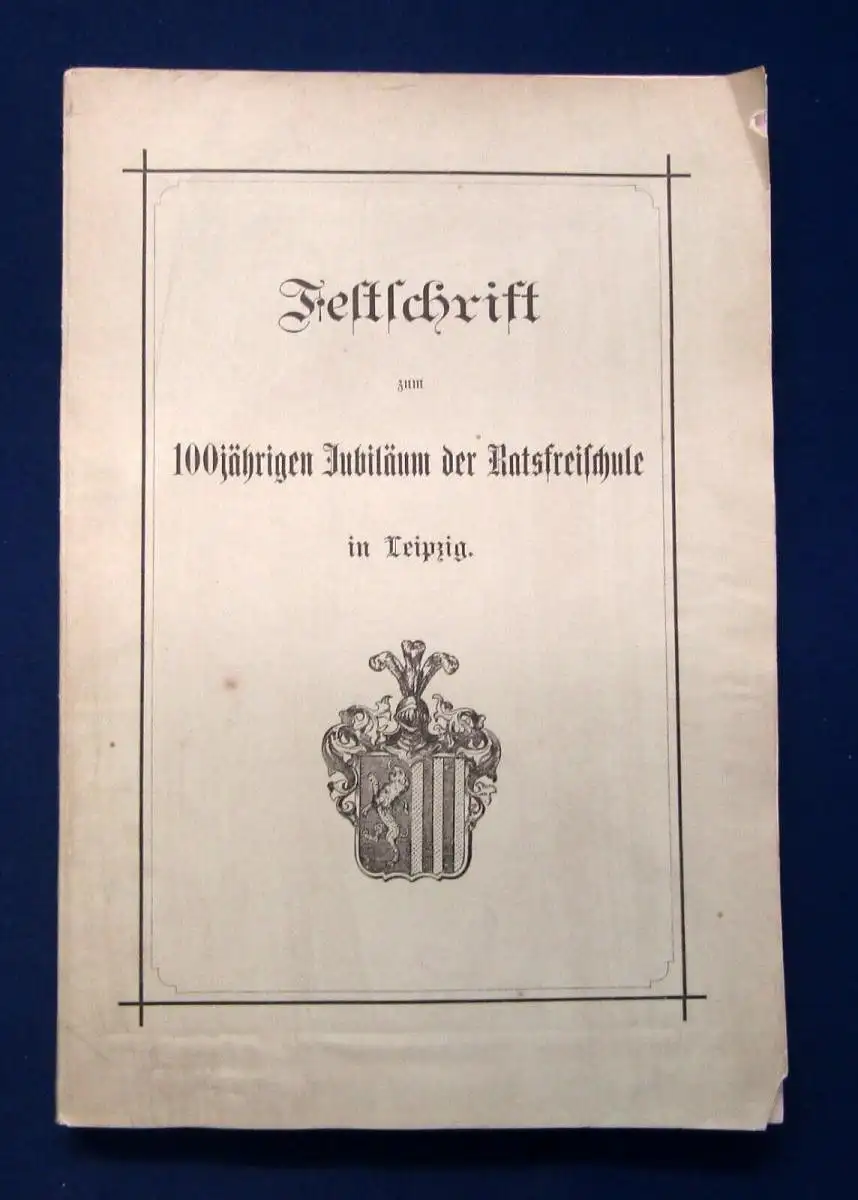 Feſtſchrift
zum
100jährigen Jubiläum der Ratsfreiſchule
in Leipzig.